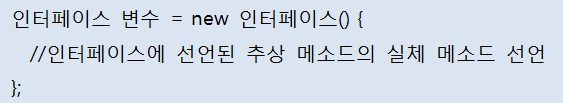 인터페이스 변수 = new 인터페이스() {
//인터페이스에 선언된 추상 메소드의 실체 메소드 선언
};